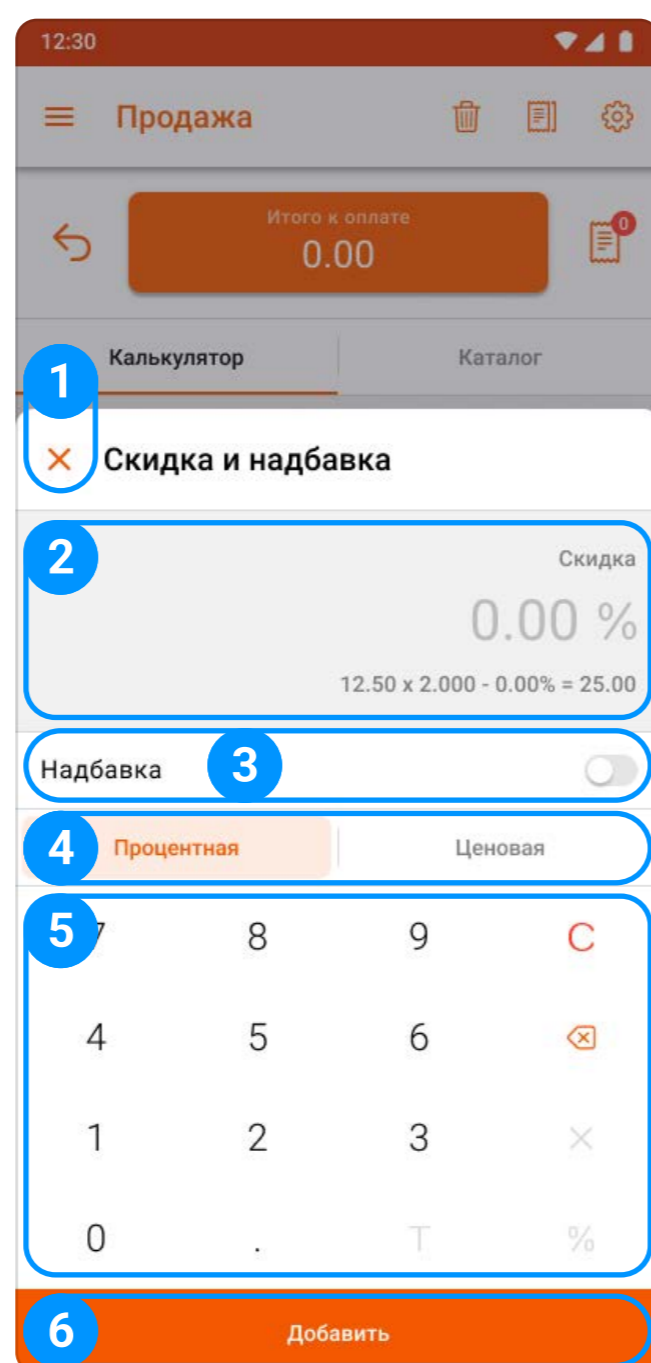 12:30
Продажа
Итого к оплате
0.00
0
Калькулятор
Каталог
1
Скидка и надбавка
2
Скидка
0.00 %
12.50 x 2.000 - 0.00% = 25.00
Надбавка
3
4
Процентная
Ценовая
5
7 8 9 C
4 5 6
1 2 3 ×
0 . T %
6
Добавить